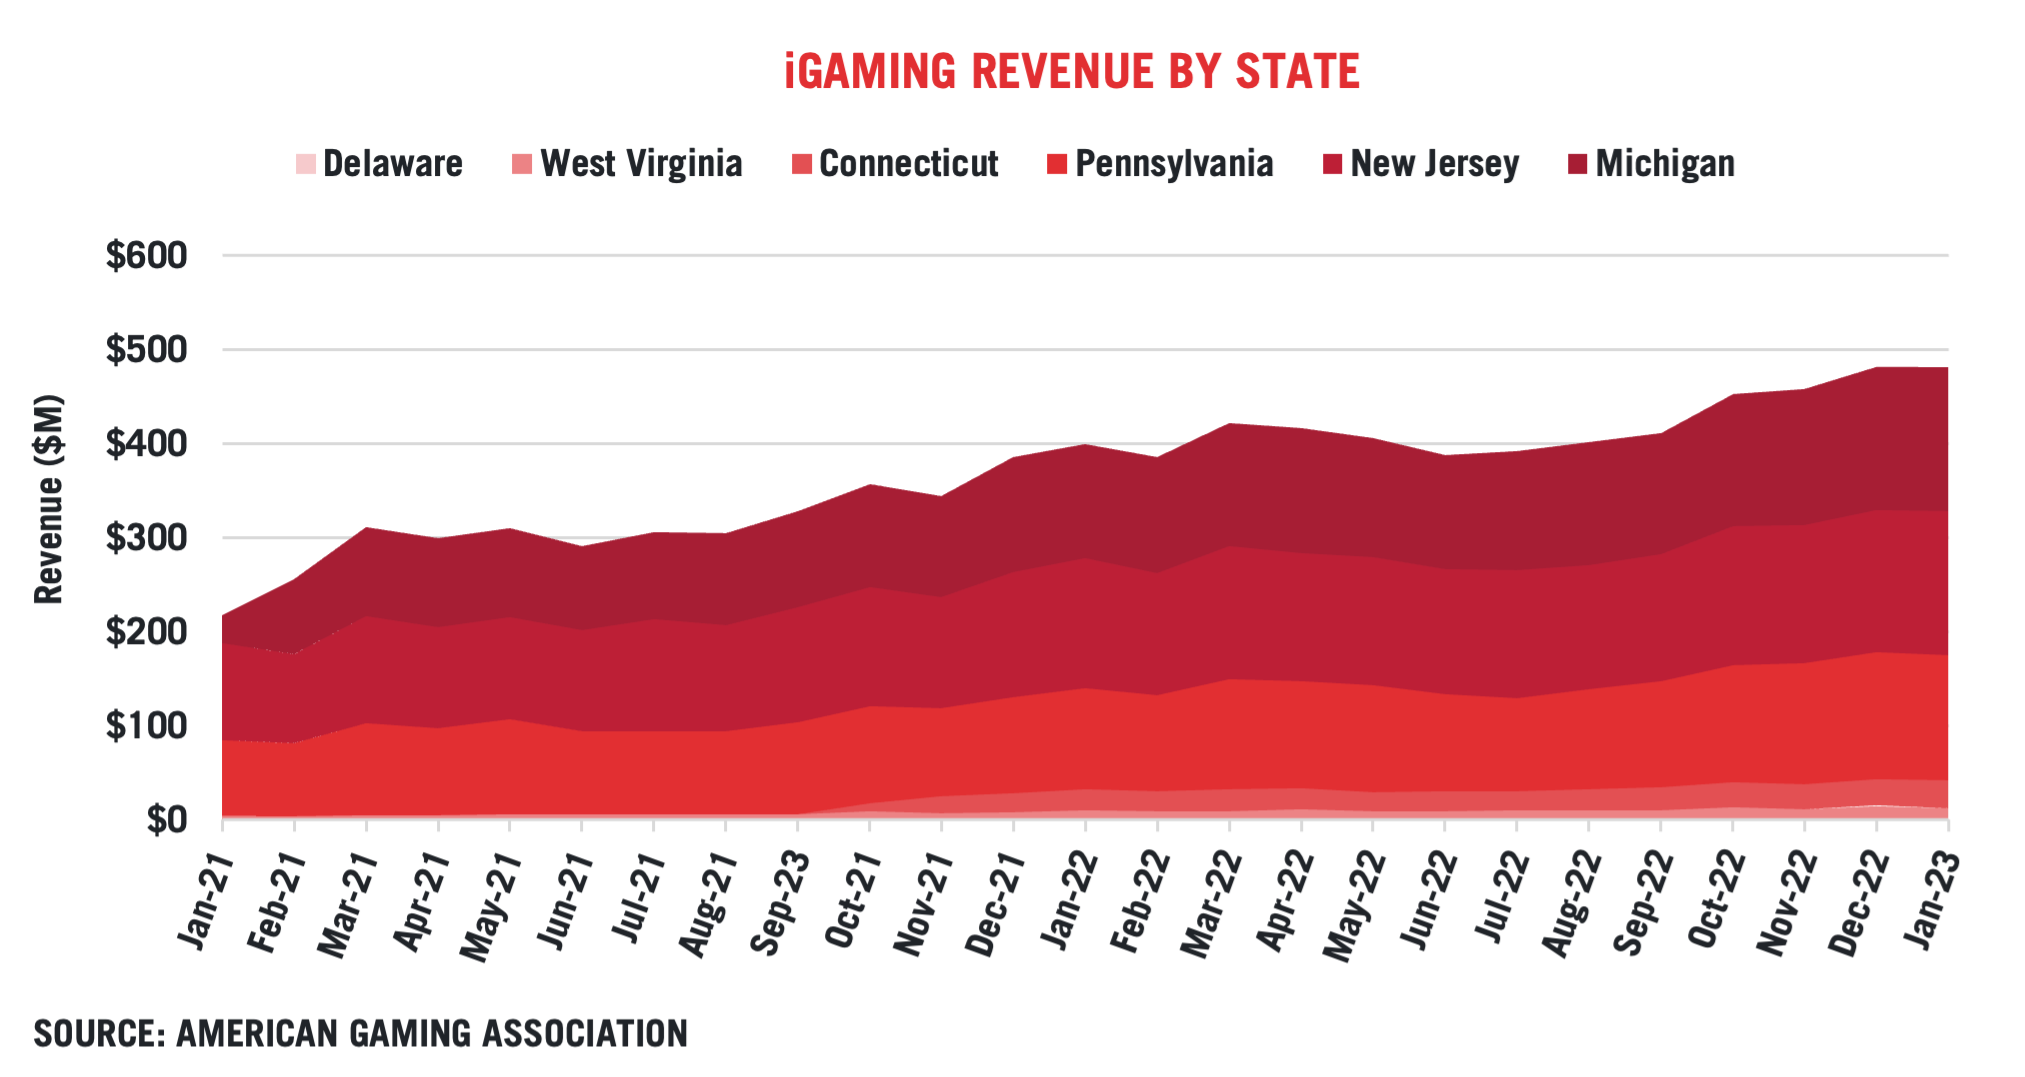 iGAMING REVENUE BY STATE
Delaware West Virginia Connecticut Pennsylvania New Jersey Michigan
Revenue ($M)
$600
$500
$400
$300
$200
$100
$0
Jan-21 Feb-21 Mar-21 Apr-21 May-21 Jun-21 Jul-21 Aug-21 Sep-23 Oct-21 Nov-21 Dec-21 Jan-22 Feb-22 Mar-22 Apr-22 May-22 Jun-22 Jul-22 Aug-22 Sep-22 Oct-22 Nov-22 Dec-22 Jan-23
SOURCE: AMERICAN GAMING ASSOCIATION